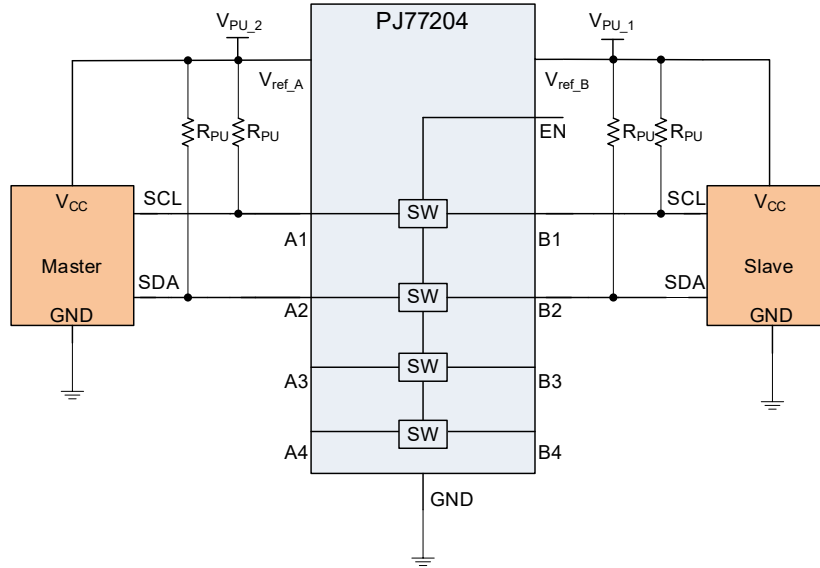 PJ77204
V_PU_2
V_PU_1
V_ref_A
V_ref_B
R_PU
R_PU
EN
R_PU
R_PU
V_CC
SCL
SW
SCL
V_CC
A1
B1
Master
SDA
SW
SDA
Slave
GND
A2
B2
GND
SW
A3
B3
SW
A4
B4
GND